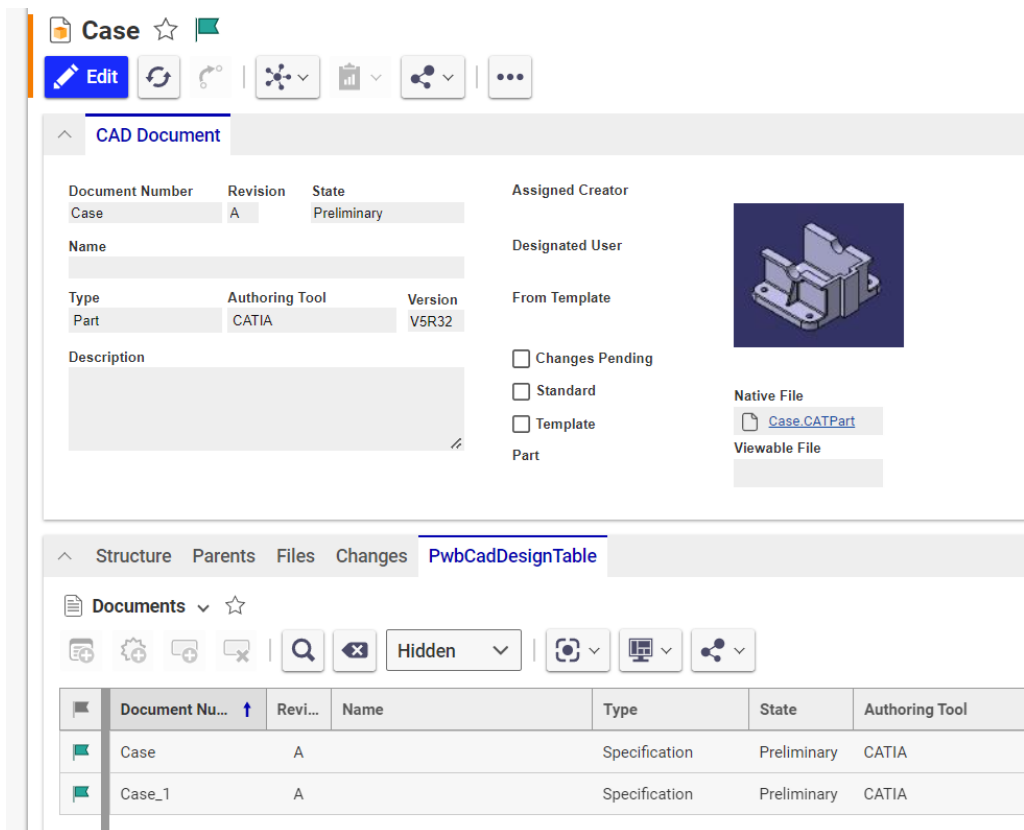 Case
Edit
CAD Document
Document Number Revision State
Case A Preliminary
Name
Type Authoring Tool Version
Part CATIA V5R32
Description
Assigned Creator
Designated User
From Template
Changes Pending
Standard
Template
Part
Native File
Case.CATPart
Viewable File
Structure Parents Files Changes PwbCadDesignTable
Documents
Hidden
Document Nu... Revi... Name Type State Authoring Tool
Case A Specification Preliminary CATIA
Case_1 A Specification Preliminary CATIA